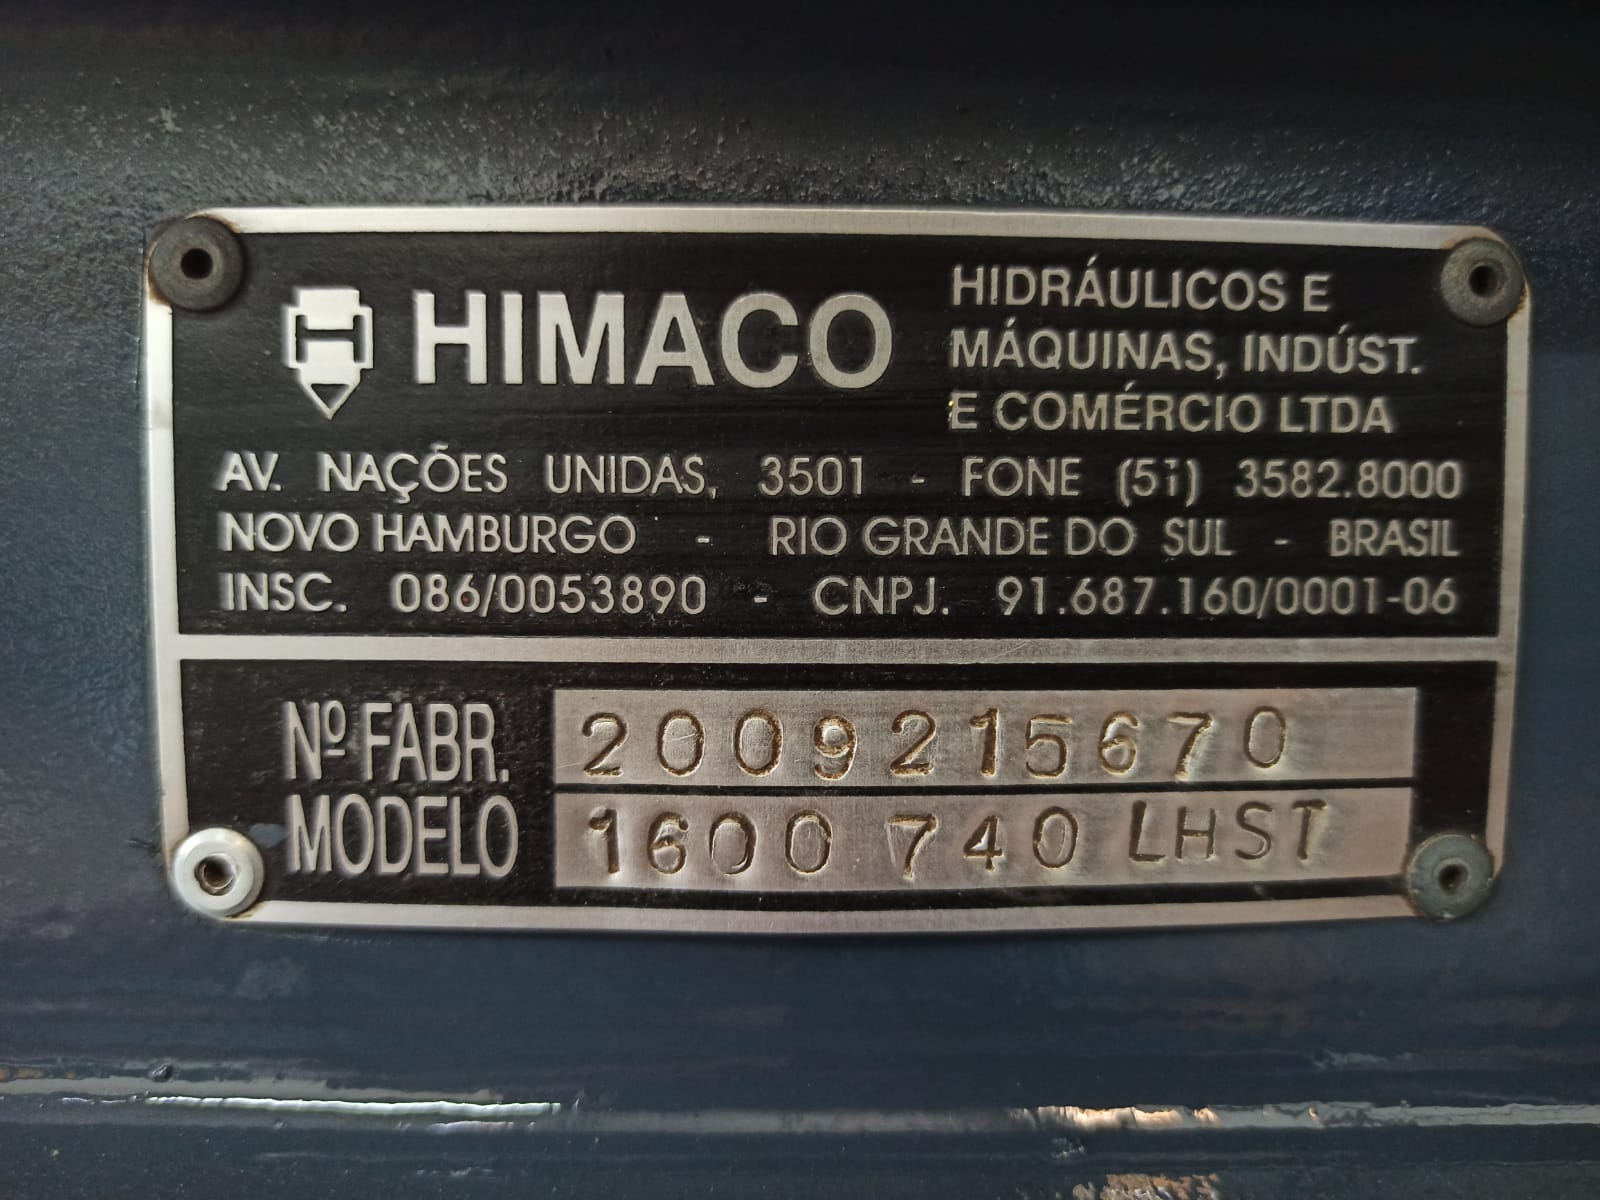 HIMACO
HIDRÁULICOS E
MÁQUINAS, INDÚST.
E COMÉRCIO LTDA
AV. NAÇÕES UNIDAS, 3501 - FONE (51) 3582.8000
NOVO HAMBURGO - RIO GRANDE DO SUL - BRASIL
INSC. 086/0053890 - CNPJ. 91.687.160/0001-06
Nº FABR. 2009215670
MODELO 1600 740 LHST